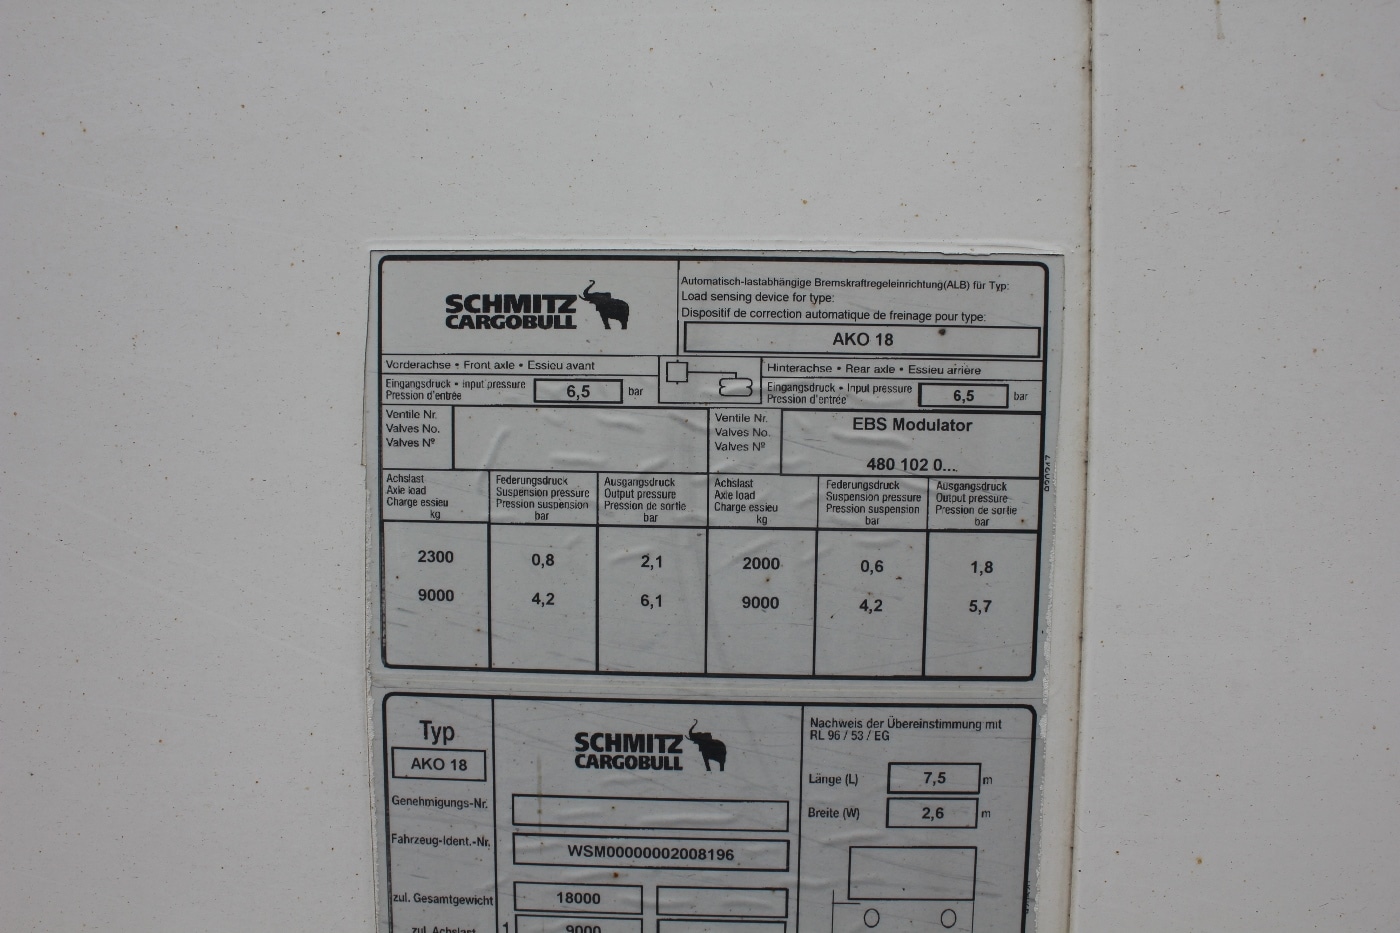 SCHMITZ
CARGOBULL
Automatisch-lastabhängige Bremskraftregeleinrichtung(ALB) für Typ:
Load sensing device for type:
Dispositif de correction automatique de freinage pour type:
AKO 18
Vorderachse • Front axle • Essieu avant
Eingangsdruck • Input pressure
Pression d'entrée
6,5 bar
Hinterachse • Rear axle • Essieu arrière
Eingangsdruck • Input pressure
Pression d'entrée
6,5 bar
Ventile Nr.
Valves No.
Valves Nº
Ventile Nr.
Valves No.
Valves Nº
EBS Modulator
480 102 0...
Achslast
Axle load
Charge essieu
kg
Federungsdruck
Suspension pressure
Pression suspension
bar
Ausgangsdruck
Output pressure
Pression de sortie
bar
Achslast
Axle load
Charge essieu
kg
Federungsdruck
Suspension pressure
Pression suspension
bar
Ausgangsdruck
Output pressure
Pression de sortie
bar
2300 0,8 2,1 2000 0,6 1,8
9000 4,2 6,1 9000 4,2 5,7
Typ
AKO 18
SCHMITZ
CARGOBULL
Nachweis der Übereinstimmung mit
RL 96 / 53 / EG
Länge (L) 7,5 m
Breite (W) 2,6 m
Genehmigungs-Nr.
Fahrzeug-Ident.-Nr. WSM00000002008196
zul. Gesamtgewicht 18000
zul. Achslast 1 9000